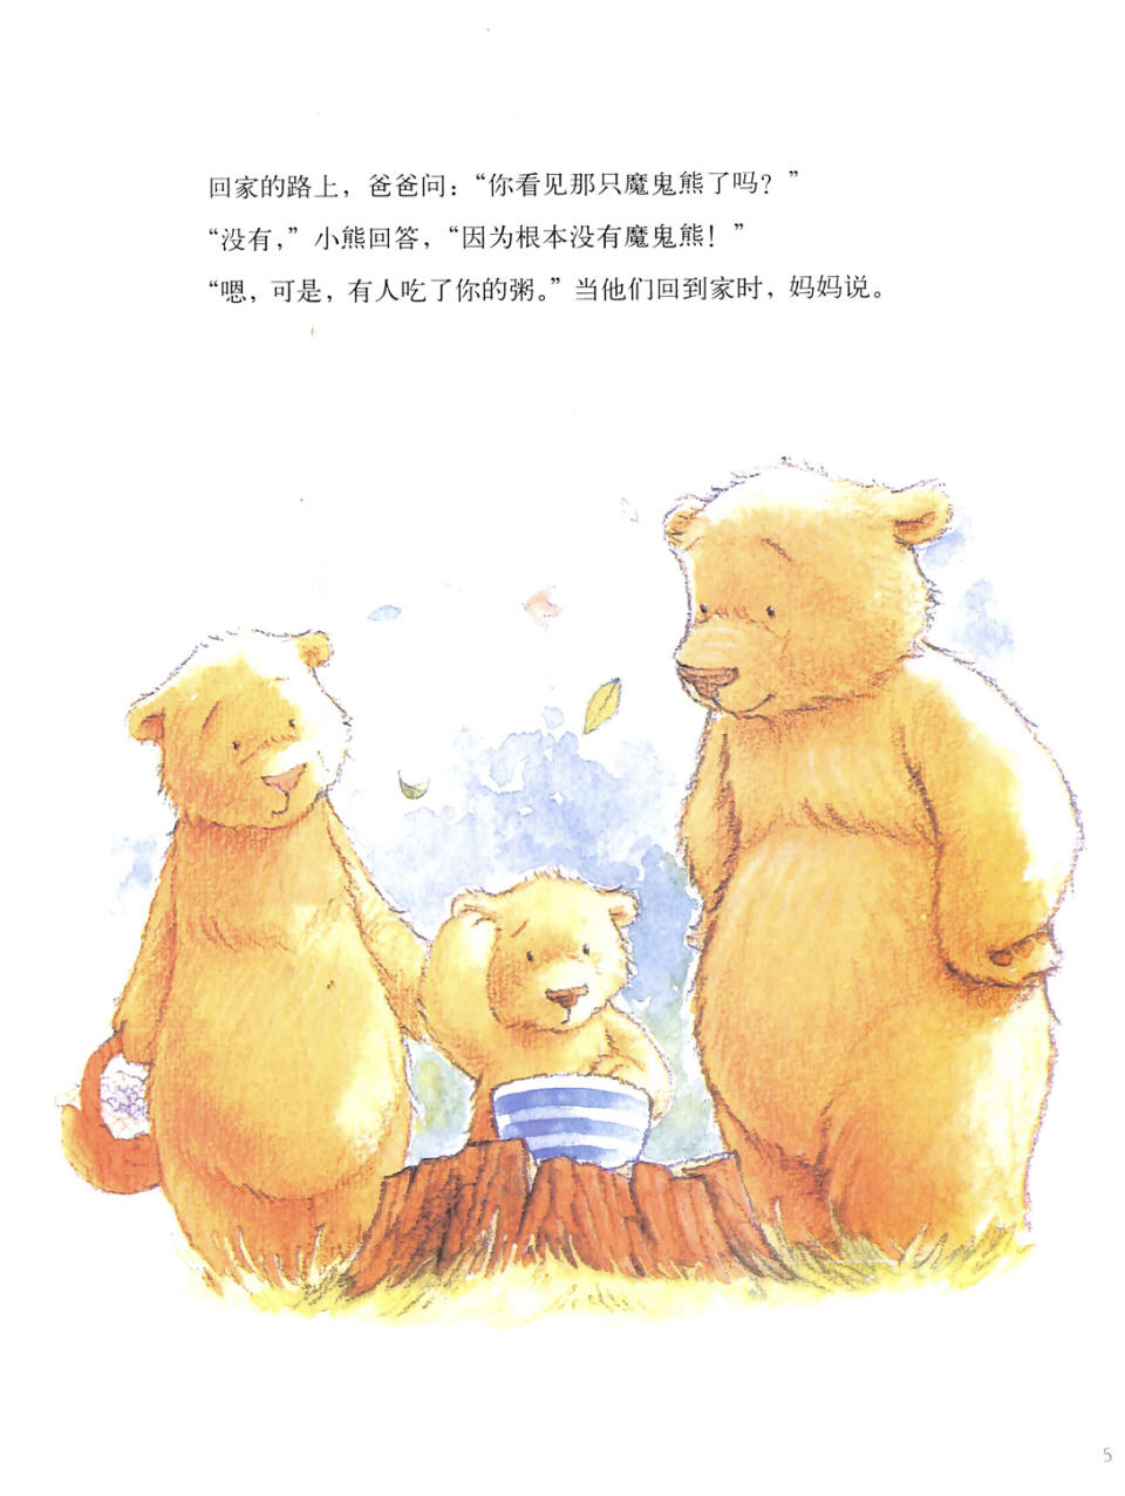 回家的路上，爸爸问：“你看见那只魔鬼熊了吗？”
“没有，”小熊回答，“因为根本没有魔鬼熊！”
“嗯，可是，有人吃了你的粥。”当他们回到家时，妈妈说。
5